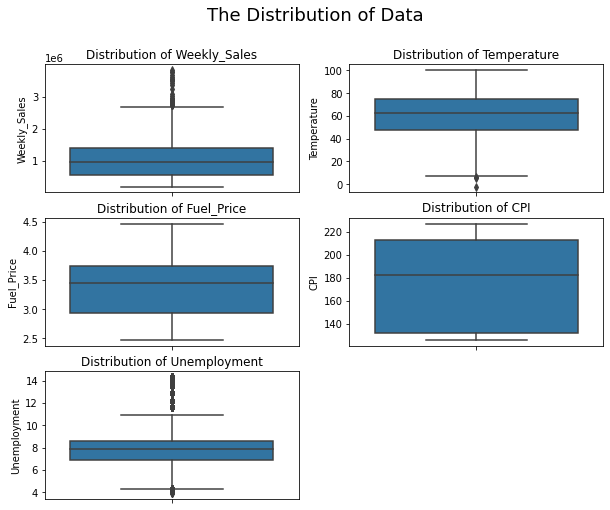 The Distribution of Data
Distribution of Weekly_Sales
1e6
3
2
1
Weekly_Sales
Distribution of Temperature
100
80
60
40
20
0
Temperature
Distribution of Fuel_Price
4.5
4.0
3.5
3.0
2.5
Fuel_Price
Distribution of CPI
220
200
180
160
140
CPI
Distribution of Unemployment
14
12
10
8
6
4
Unemployment